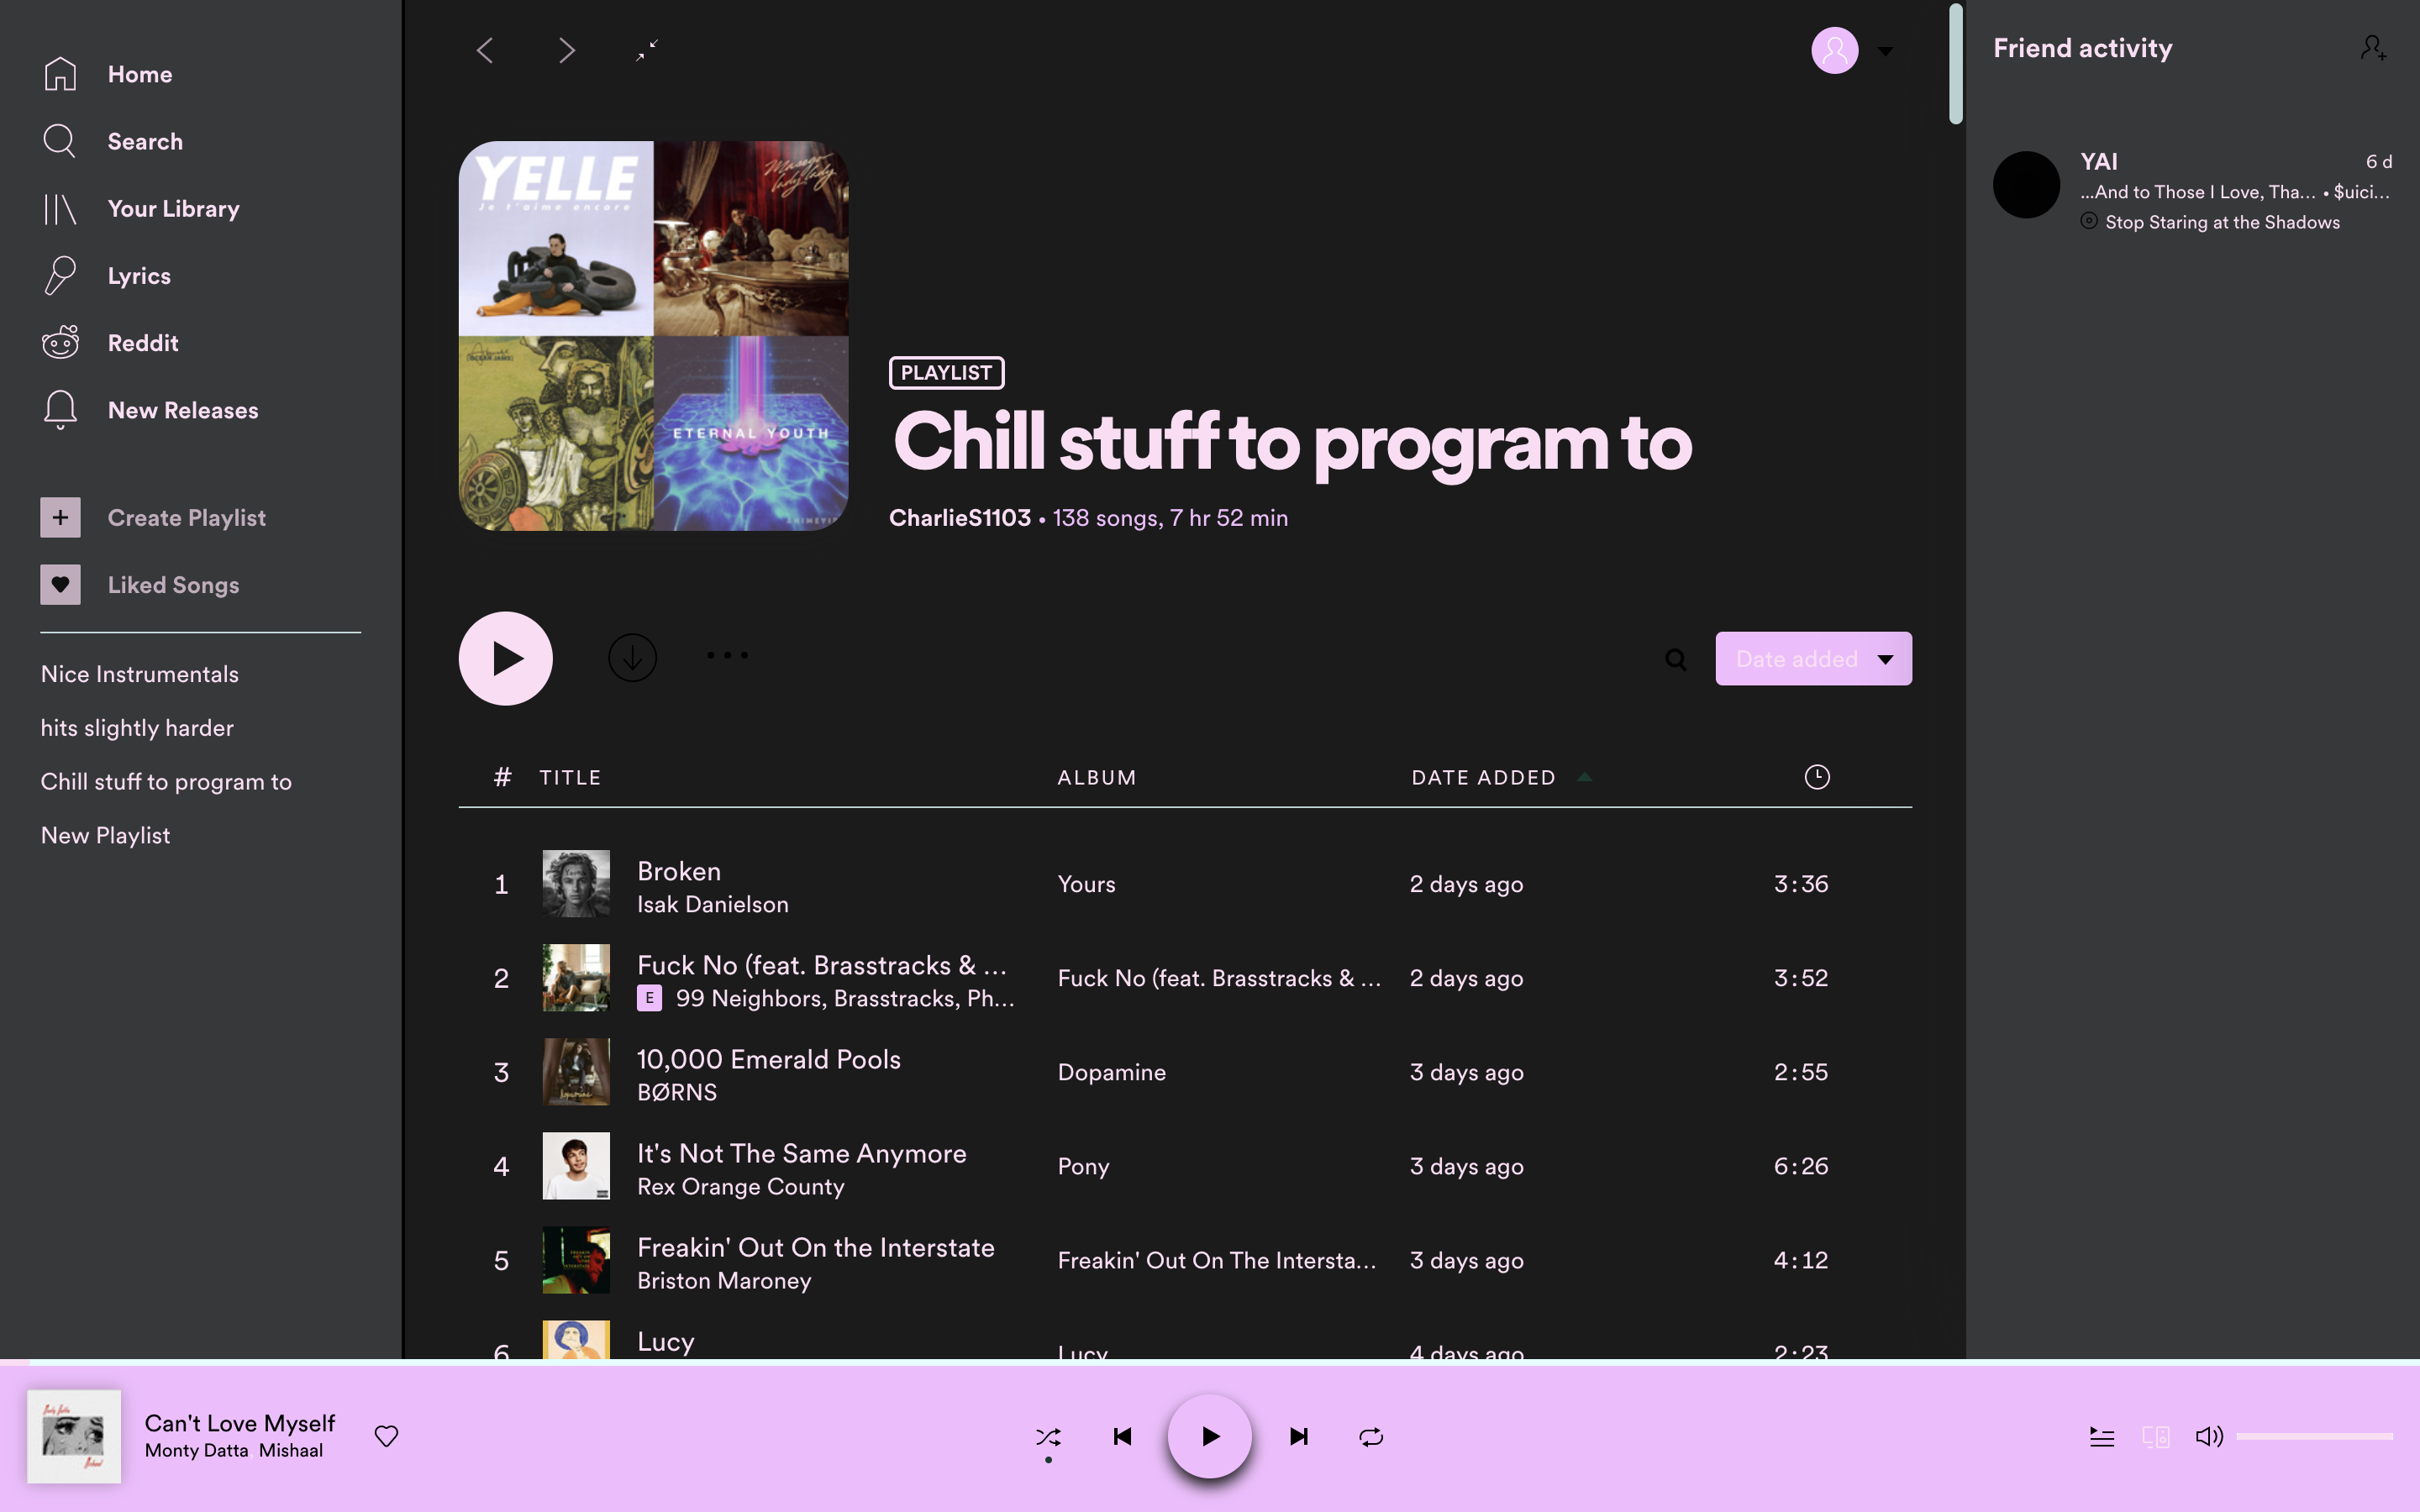 Home
Search
Your Library
Lyrics
Reddit
New Releases
Create Playlist
Liked Songs
Nice Instrumentals
hits slightly harder
Chill stuff to program to
New Playlist
YELLE
Je t'aime encore
Masego
Lady Lady
ETERNAL YOUTH
PLAYLIST
Chill stuff to program to
CharlieS1103 • 138 songs, 7 hr 52 min
Date added
# TITLE ALBUM DATE ADDED
1 Broken Yours 2 days ago 3:36
Isak Danielson
2 Fuck No (feat. Brasstracks & ... Fuck No (feat. Brasstracks & ... 2 days ago 3:52
E 99 Neighbors, Brasstracks, Ph...
3 10,000 Emerald Pools Dopamine 3 days ago 2:55
BØRNS
4 It's Not The Same Anymore Pony 3 days ago 6:26
Rex Orange County
5 Freakin' Out On the Interstate Freakin' Out On The Intersta... 3 days ago 4:12
Briston Maroney
6 Lucy Lucy 4 days ago 2:23
Friend activity
YAI 6 d
...And to Those I Love, Tha... • $uici...
Stop Staring at the Shadows
Can't Love Myself
Monty Datta Mishaal